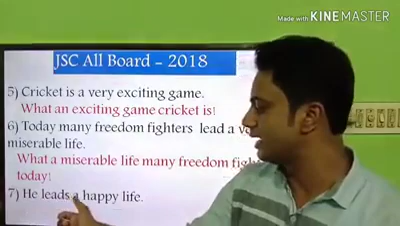 Made with KINEMASTER
JSC All Board – 2018
5) Cricket is a very exciting game.
What an exciting game cricket is!
6) Today many freedom fighters lead a
miserable life.
What a miserable life many freedom
today!
7) He leads a happy life.